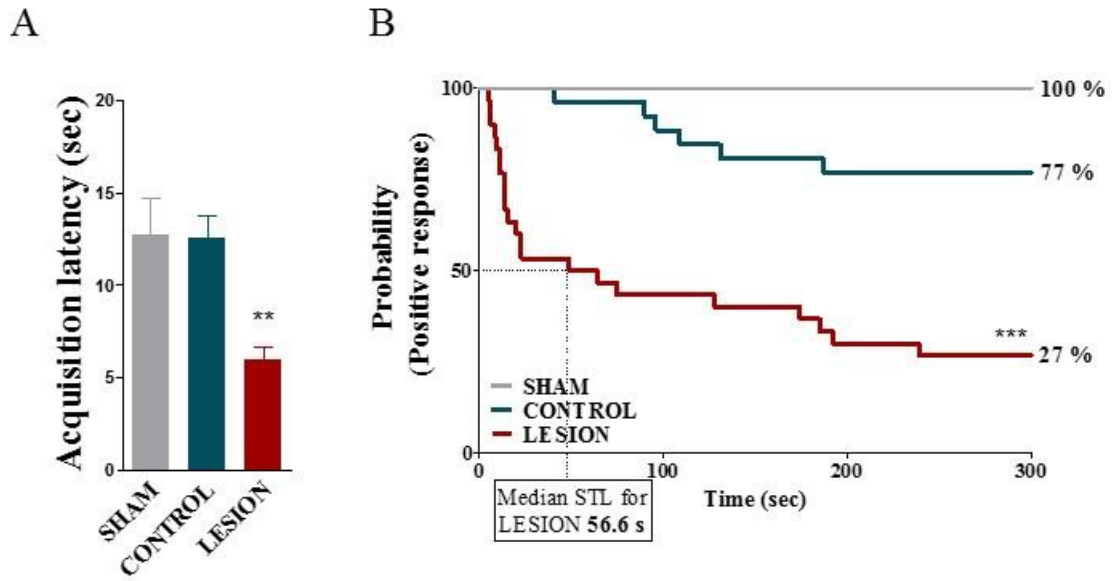 A
Acquisition latency (sec)
20
15
10
5
0
**
SHAM
CONTROL
LESION
B
Probability
(Positive response)
100
50
0
100 %
77 %
***
27 %
SHAM
CONTROL
LESION
0
100
200
300
Time (sec)
Median STL for
LESION 56.6 s